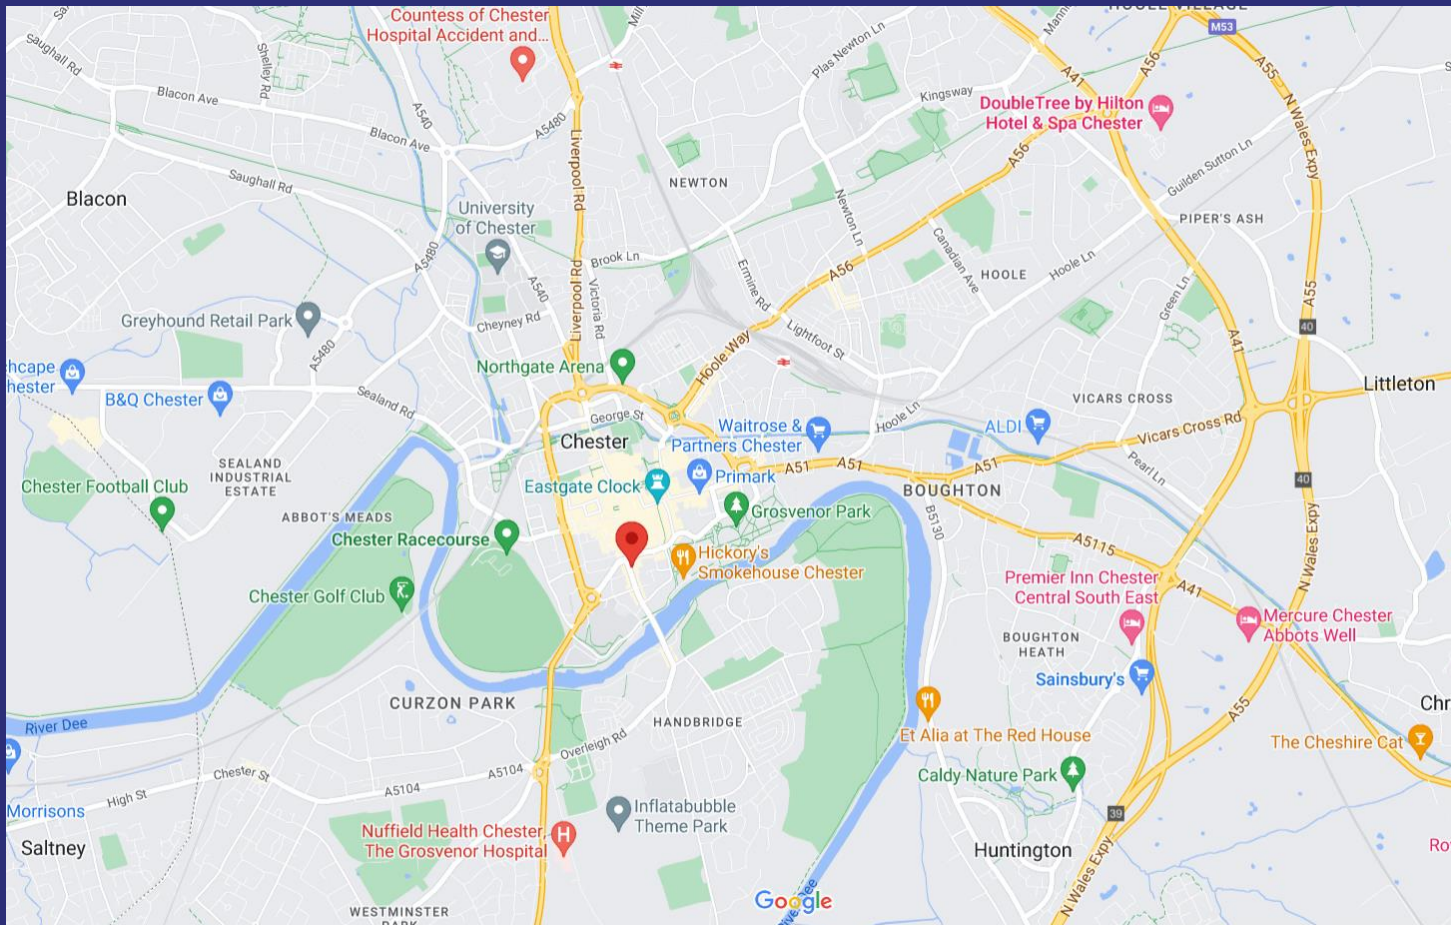 HOOLE VILLAGE
M53
Countess of Chester
Hospital Accident and...
Saughall Rd
Shelley Rd
Blacon Ave
Blacon Ave
A540
A5480
Liverpool Rd
Plas Newton Ln
Kingsway
A41
A56
A55
N Wales Expy
DoubleTree by Hilton
Hotel & Spa Chester
A56
Guilden Sutton Ln
NEWTON
Saughall Rd
Blacon
University
of Chester
Newton Ln
PIPER'S ASH
A5480
Brook Ln
A540
Liverpool Rd
Victoria Rd
Ermine Rd
A56
Canadian Ave
HOOLE
Hoole Ln
Green Ln
A55
Greyhound Retail Park
Cheyney Rd
Lightfoot St
40
A5480
Hoole Way
A41
Northgate Arena
hcape
hester
B&Q Chester
Sealand Rd
George St
Chester
Waitrose &
Partners Chester
Hoole Ln
ALDI
VICARS CROSS
Vicars Cross Rd
Littleton
SEALAND
INDUSTRIAL
ESTATE
A51
A51
A51
Pearl Ln
40
Chester Football Club
Eastgate Clock
Primark
BOUGHTON
ABBOT'S MEADS
Grosvenor Park
B5130
Chester Racecourse
Hickory's
Smokehouse Chester
A5115
N Wales Expy
Chester Golf Club
Premier Inn Chester
Central South East
A41
Mercure Chester
Abbots Well
BOUGHTON
HEATH
Sainsbury's
CURZON PARK
HANDBRIDGE
River Dee
Overleigh Rd
Et Alia at The Red House
A55
Chr
The Cheshire Cat
Chester St
A5104
A5104
High St
Morrisons
Caldy Nature Park
Inflatabubble
Theme Park
39
Nuffield Health Chester,
The Grosvenor Hospital
Saltney
Huntington
Ro
N Wales Expy
Google
WESTMINSTER